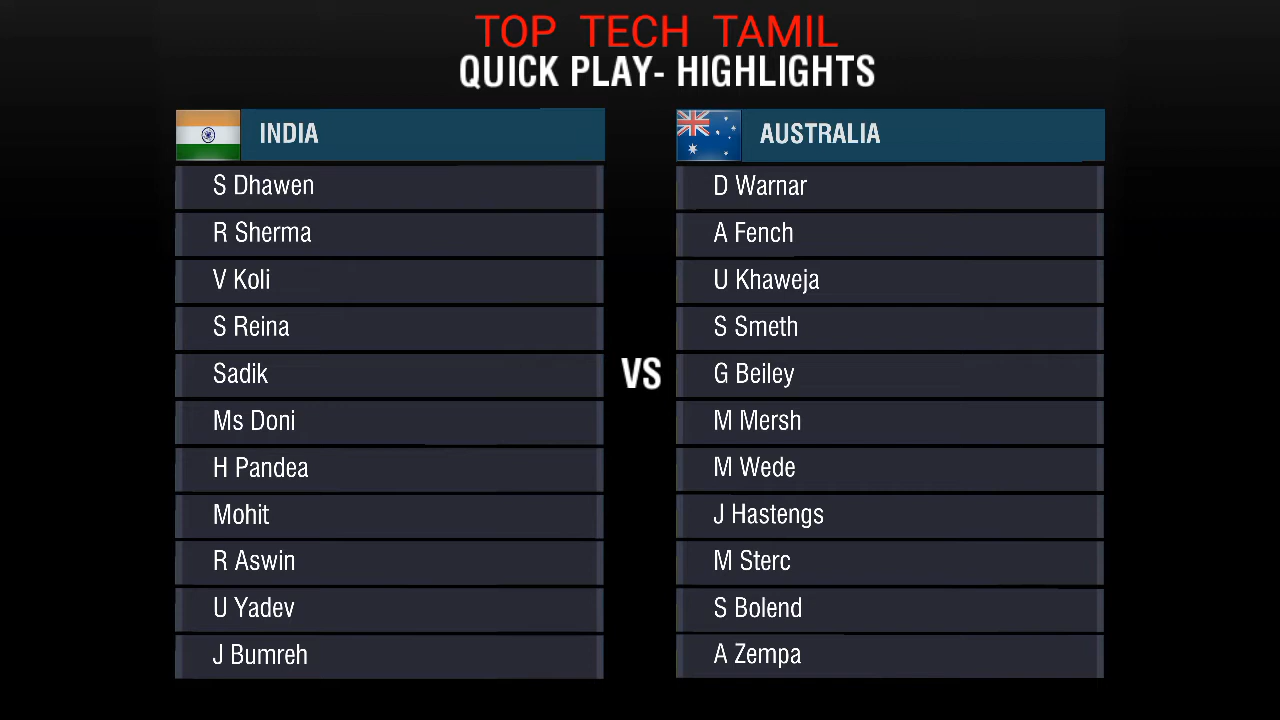 TOP TECH TAMIL
QUICK PLAY- HIGHLIGHTS
INDIA
S Dhawen
R Sherma
V Koli
S Reina
Sadik
Ms Doni
H Pandea
Mohit
R Aswin
U Yadev
J Bumreh
VS
AUSTRALIA
D Warnar
A Fench
U Khaweja
S Smeth
G Beiley
M Mersh
M Wede
J Hastengs
M Sterc
S Bolend
A Zempa